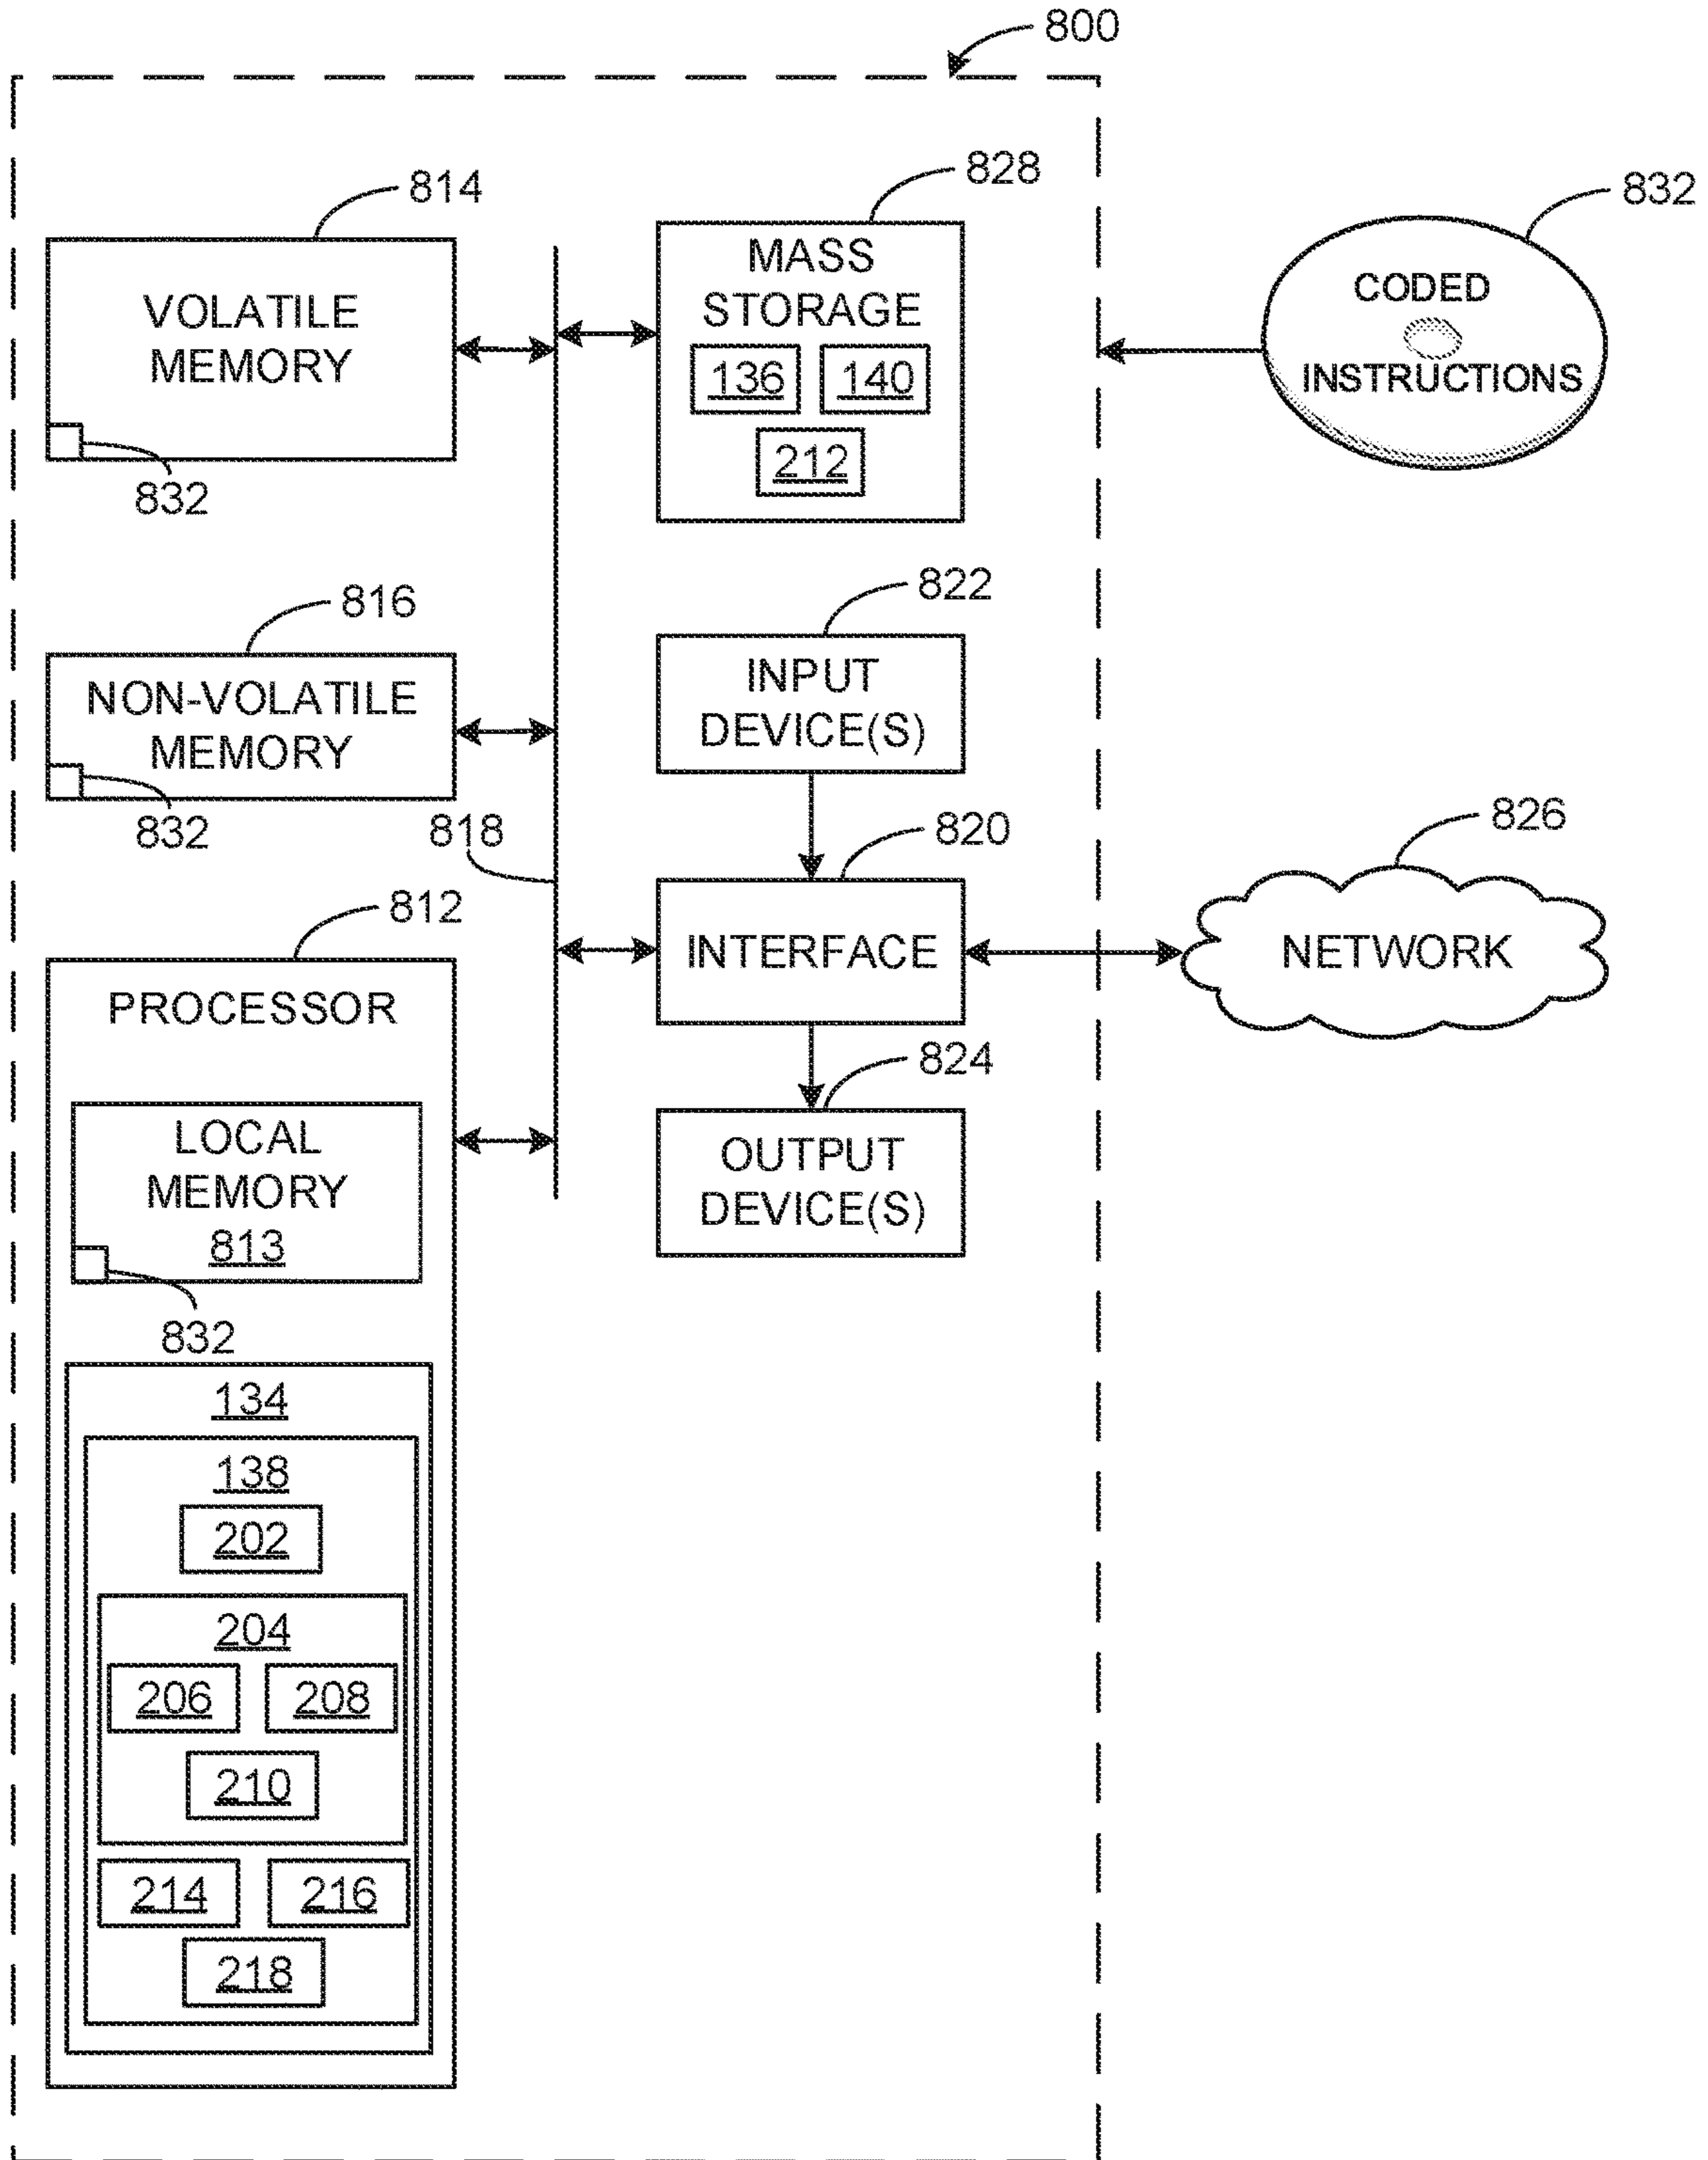 800
814
VOLATILE
MEMORY
832
828
MASS
STORAGE
136 140
212
832
CODED
INSTRUCTIONS
816
NON-VOLATILE
MEMORY
832
818
822
INPUT
DEVICE(S)
820
INTERFACE
826
NETWORK
824
OUTPUT
DEVICE(S)
812
PROCESSOR
LOCAL
MEMORY
813
832
134
138
202
204
206 208
210
214 216
218